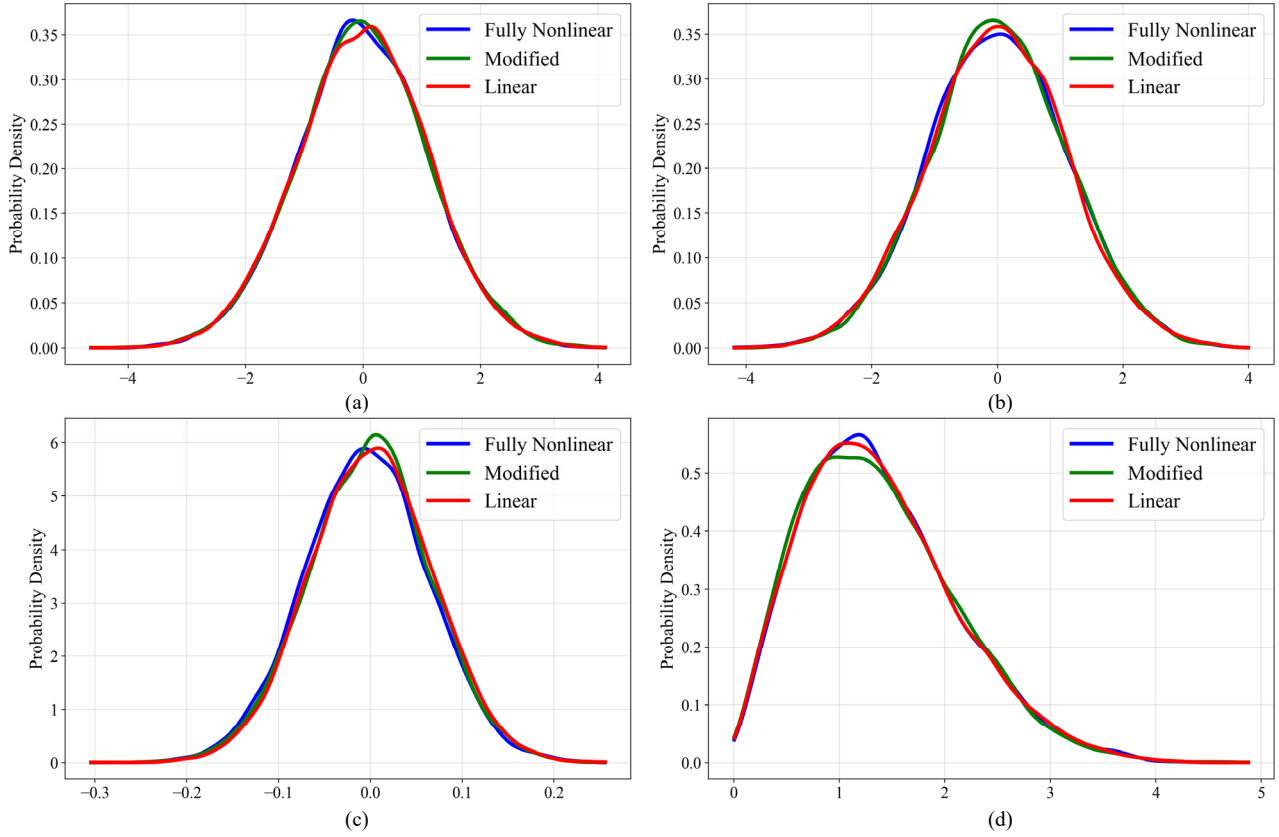 Probability Density
0.35
0.30
0.25
0.20
0.15
0.10
0.05
0.00
Fully Nonlinear
Modified
Linear
−4 −2 0 2 4
(a)
Probability Density
0.35
0.30
0.25
0.20
0.15
0.10
0.05
0.00
Fully Nonlinear
Modified
Linear
−4 −2 0 2 4
(b)
Probability Density
6
5
4
3
2
1
0
Fully Nonlinear
Modified
Linear
−0.3 −0.2 −0.1 0.0 0.1 0.2
(c)
Probability Density
0.5
0.4
0.3
0.2
0.1
0.0
Fully Nonlinear
Modified
Linear
0 1 2 3 4 5
(d)